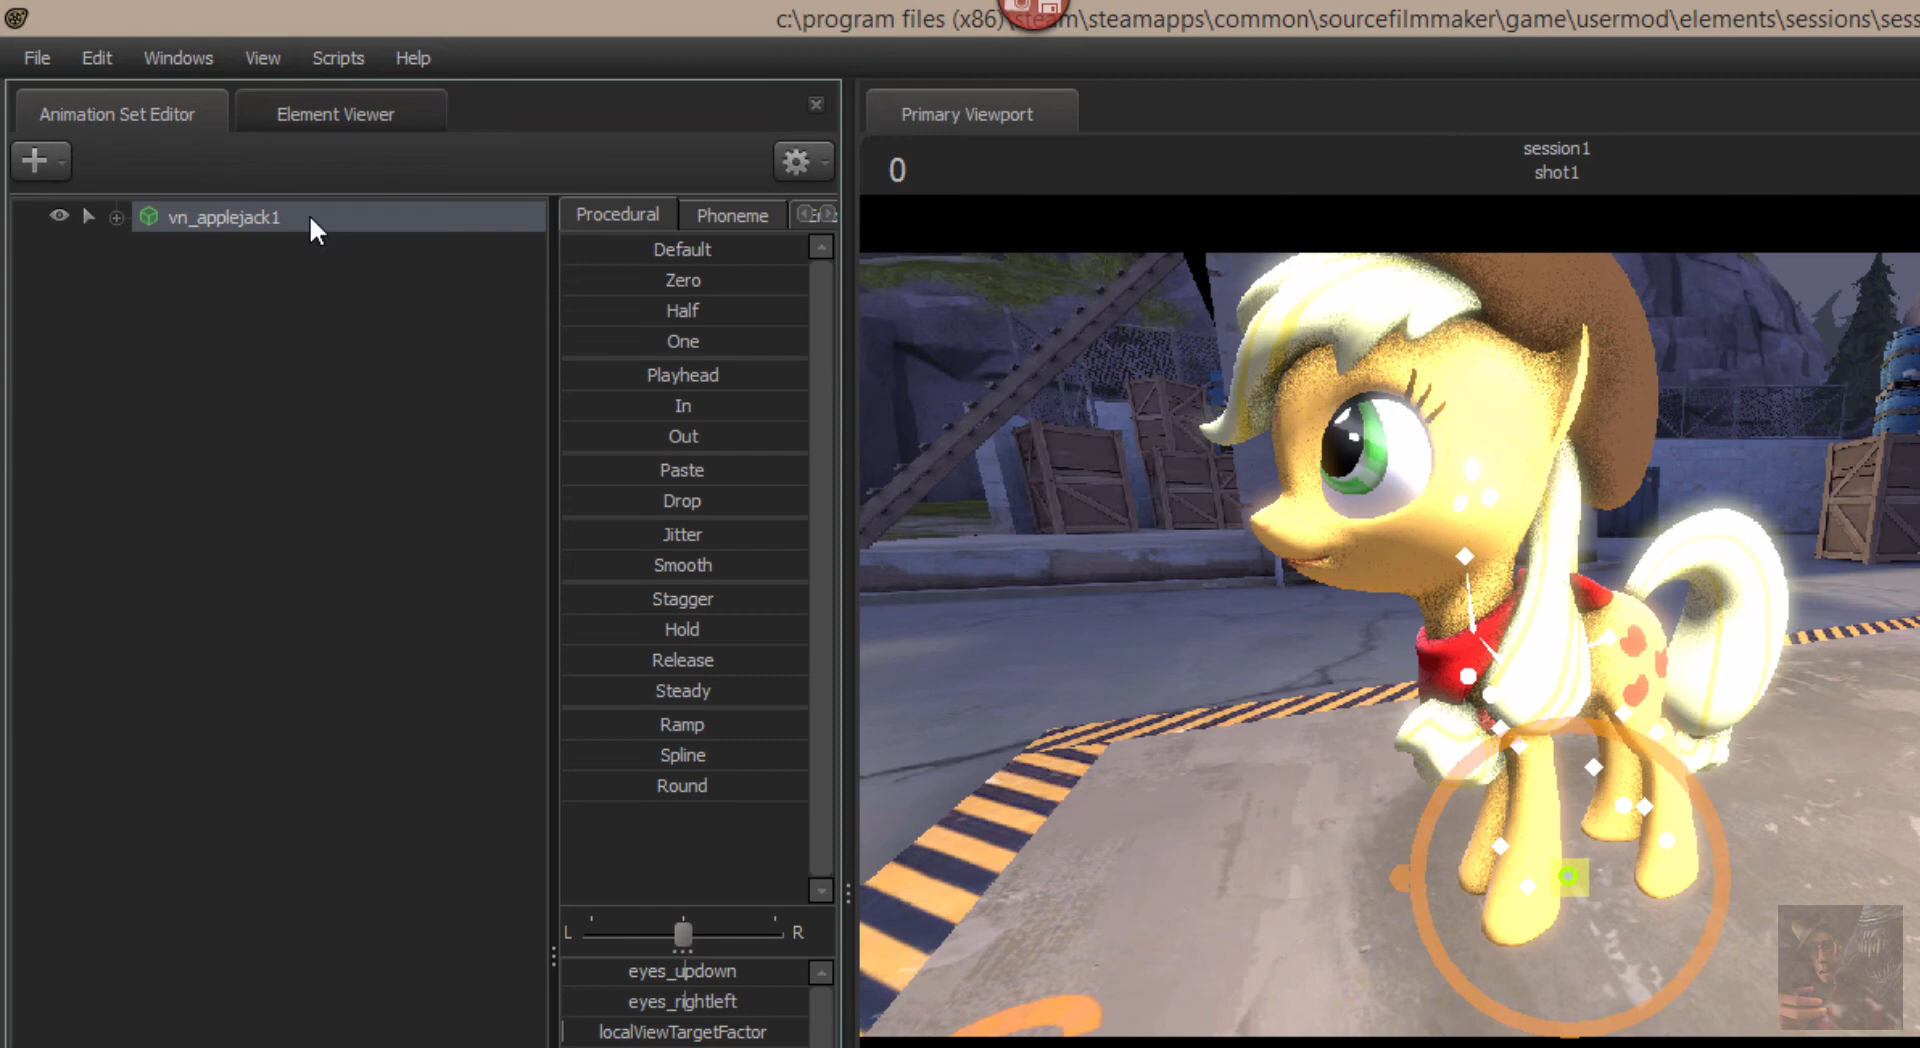 c:\program files (x86)\steam\steamapps\common\sourcefilmmaker\game\usermod\elements\sessions\sess
File Edit Windows View Scripts Help
Animation Set Editor Element Viewer
Primary Viewport
0
session1
shot1
vn_applejack1
Procedural Phoneme
Default
Zero
Half
One
Playhead
In
Out
Paste
Drop
Jitter
Smooth
Stagger
Hold
Release
Steady
Ramp
Spline
Round
L R
eyes_updown
eyes_rightleft
localViewTargetFactor